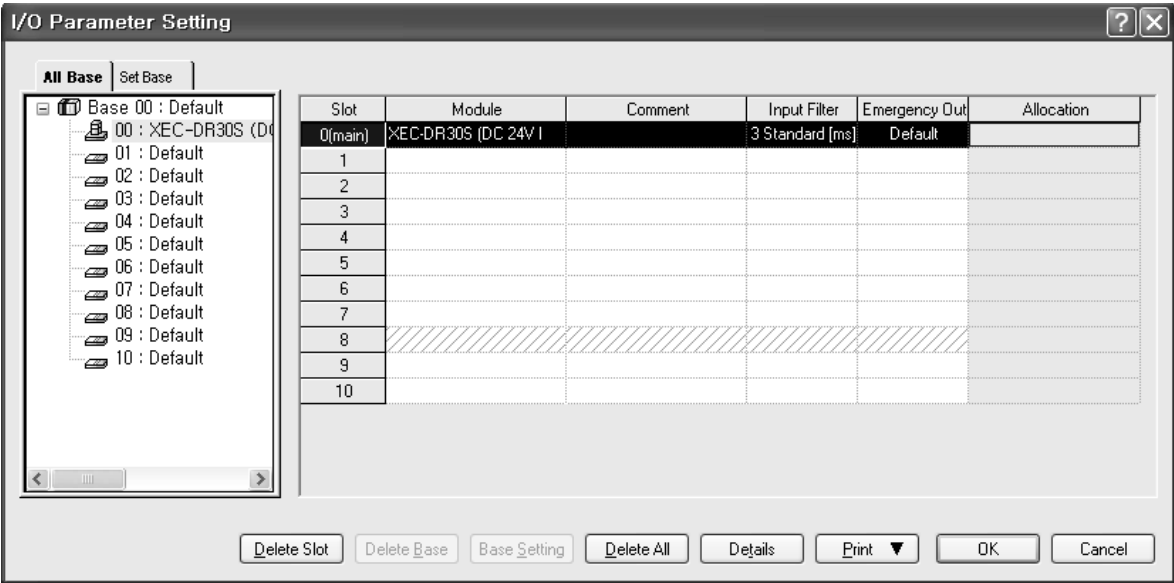 I/O Parameter Setting
All Base Set Base
Base 00 : Default
00 : XEC-DR30S (D
01 : Default
02 : Default
03 : Default
04 : Default
05 : Default
06 : Default
07 : Default
08 : Default
09 : Default
10 : Default
Slot Module Comment Input Filter Emergency Out Allocation
0(main) XEC-DR30S (DC 24V I 3 Standard [ms] Default
1
2
3
4
5
6
7
8
9
10
Delete Slot Delete Base Base Setting Delete All Details Print ▼ OK Cancel